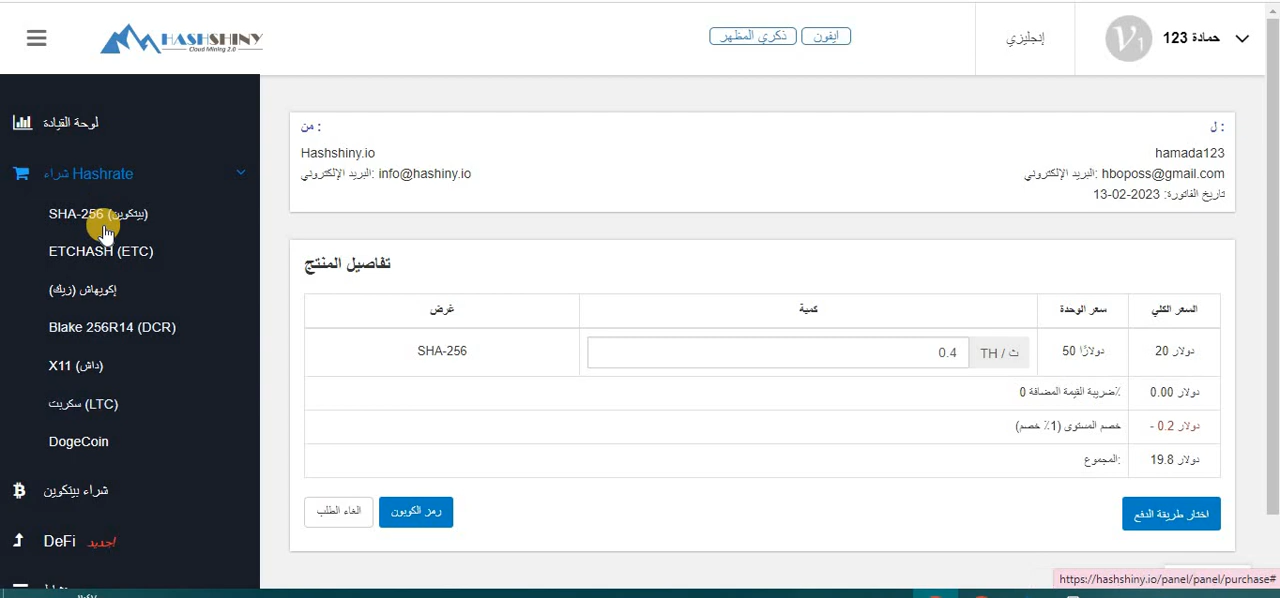 HASHSHINY
Cloud Mining 2.0
ذكري المظهر
ايفون
إنجليزي
حمادة 123
لوحة القيادة
شراء Hashrate
SHA-256 (بيتكوين)
ETCHASH (ETC)
إكويهاش (زيك)
Blake 256R14 (DCR)
X11 (داش)
سكريت (LTC)
DogeCoin
شراء بيتكوين
DeFi اجديد
من :
Hashshiny.io
البريد الإلكتروني: info@hashiny.io
ل :
hamada123
البريد الإلكتروني: hboposs@gmail.com
تاريخ الفاتورة: 2023-02-13
تفاصيل المنتج
غرض
كمية
سعر الوحدة
السعر الكلي
SHA-256
0.4
TH / ث
دولارًا 50
دولار 20
٪ضريبة القيمة المضافة 0
دولار 0.00
خصم المستوى (1٪ خصم)
دولار 0.2 -
المجموع:
دولار 19.8
الغاء الطلب
رمز الكوبون
اختار طريقة الدفع
https://hashshiny.io/panel/panel/purchase#